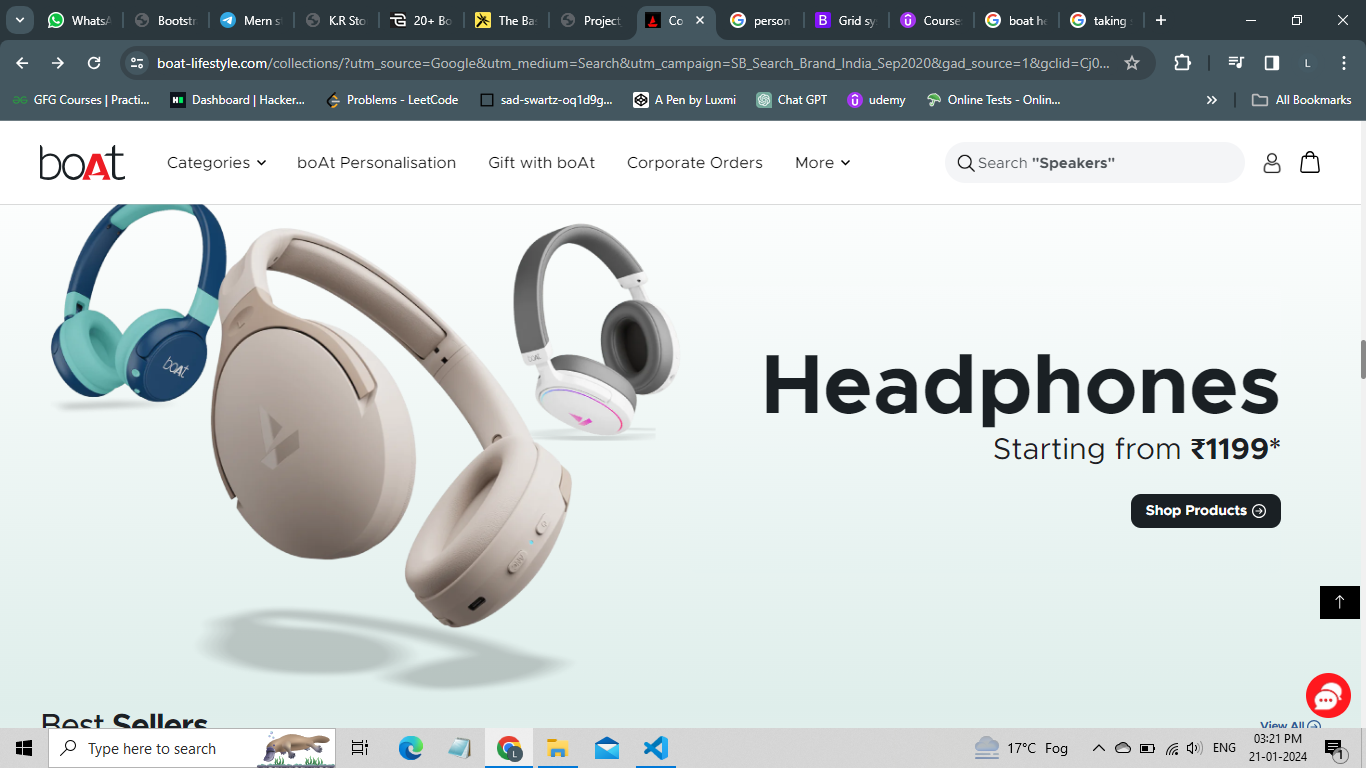 WhatsA
Bootstr
Mern s
K.R Sto
20+ Bo
The Bas
Project
Co
person
Grid sy
Course
boat he
taking
boat-lifestyle.com/collections/?utm_source=Google&utm_medium=Search&utm_campaign=SB_Search_Brand_India_Sep2020&gad_source=1&gclid=Cj0...
L
GFG Courses | Practi...
Dashboard | Hacker...
Problems - LeetCode
sad-swartz-oq1d9g...
A Pen by Luxmi
Chat GPT
udemy
Online Tests - Onlin...
All Bookmarks
boAt
Categories
boAt Personalisation
Gift with boAt
Corporate Orders
More
Search "Speakers"
boAt
boAt
Headphones
Starting from ₹1199*
Shop Products
Best Sellers
View All
Type here to search
L
17°C Fog
ENG
03:21 PM
21-01-2024
1